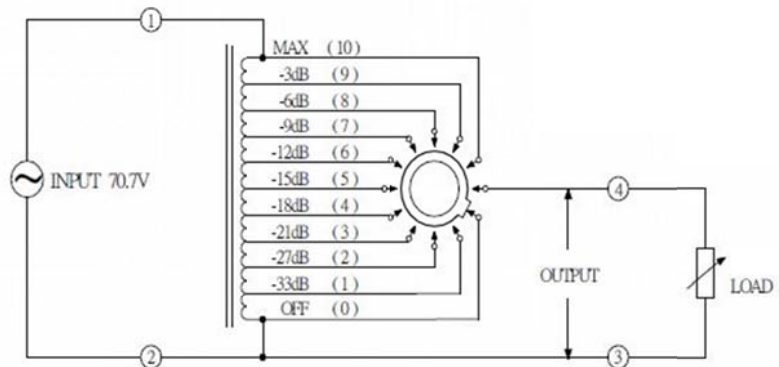 1
MAX (10)
-3dB (9)
-6dB (8)
-9dB (7)
-12dB (6)
INPUT 70.7V
-15dB (5)
4
-18dB (4)
-21dB (3)
-27dB (2)
OUTPUT
-33dB (1)
LOAD
OFF (0)
2
3